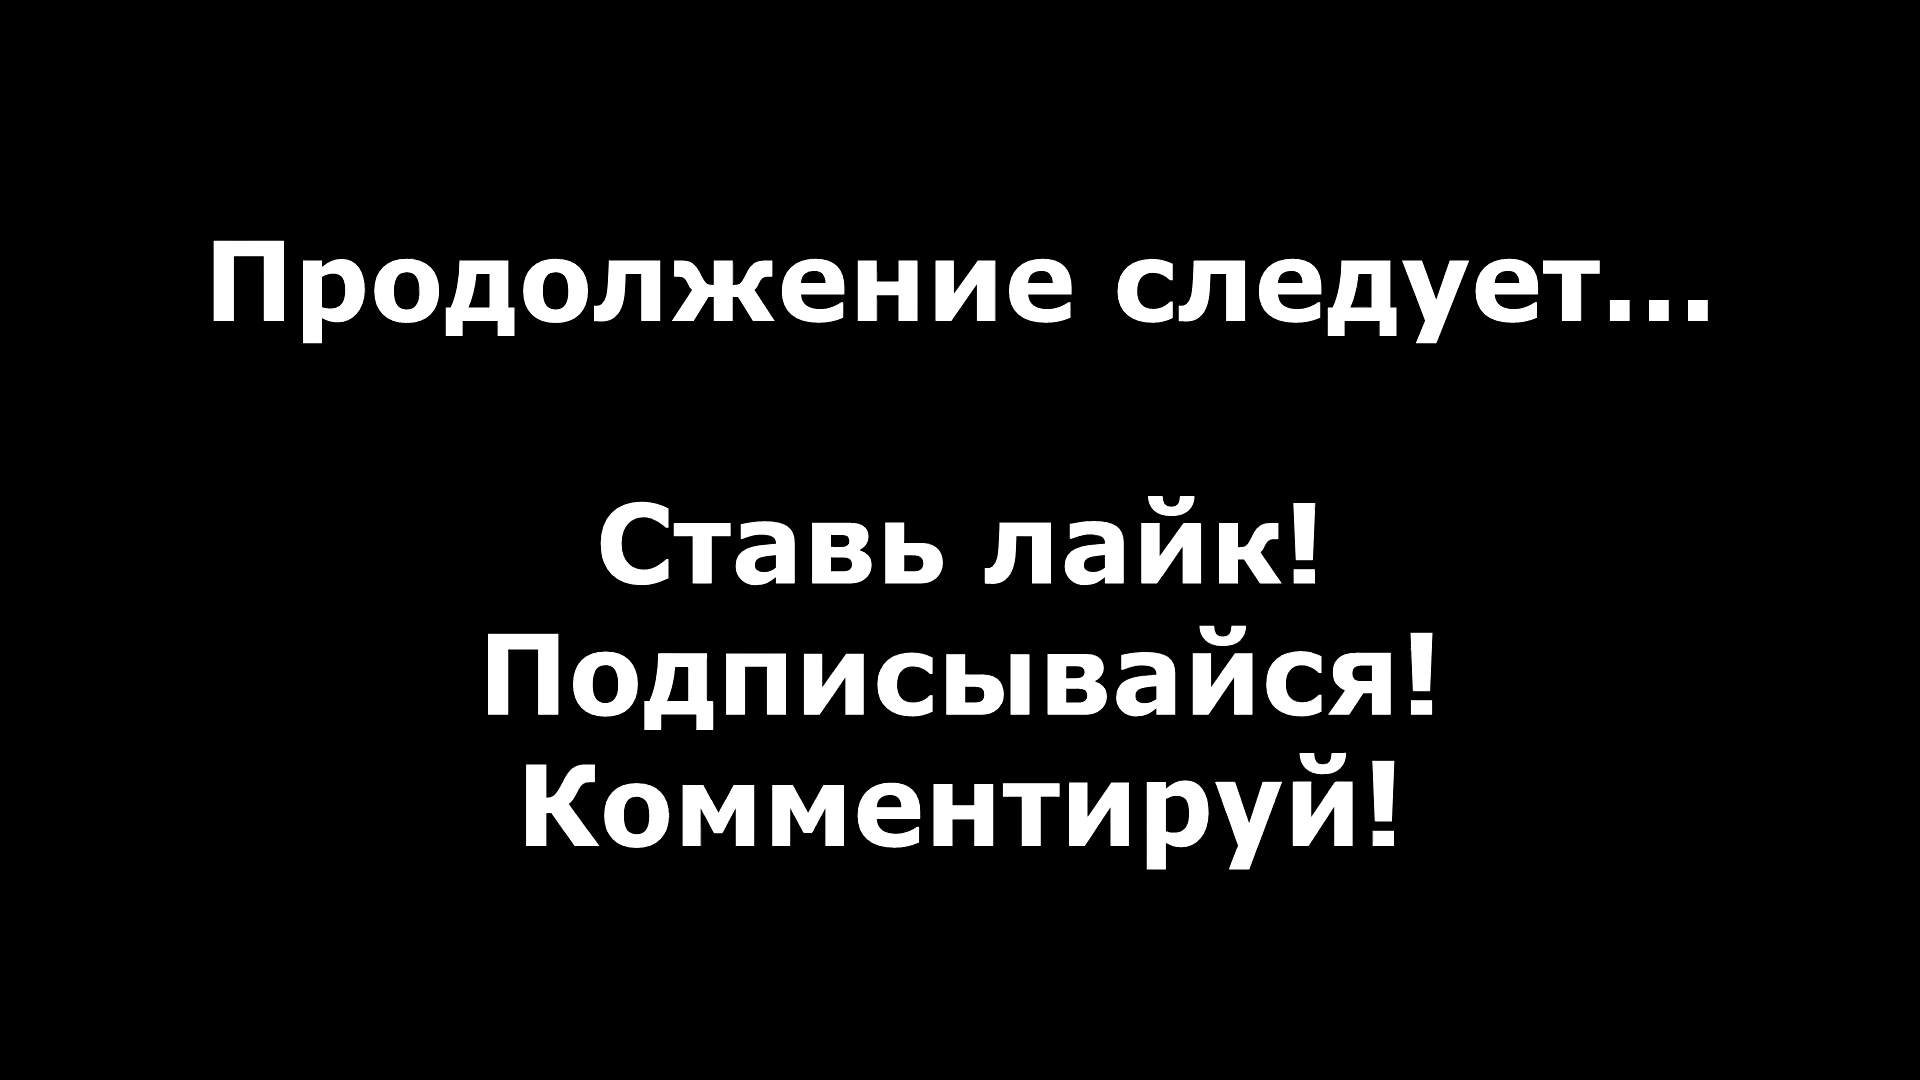 Продолжение следует...
Ставь лайк!
Подписывайся!
Комментируй!